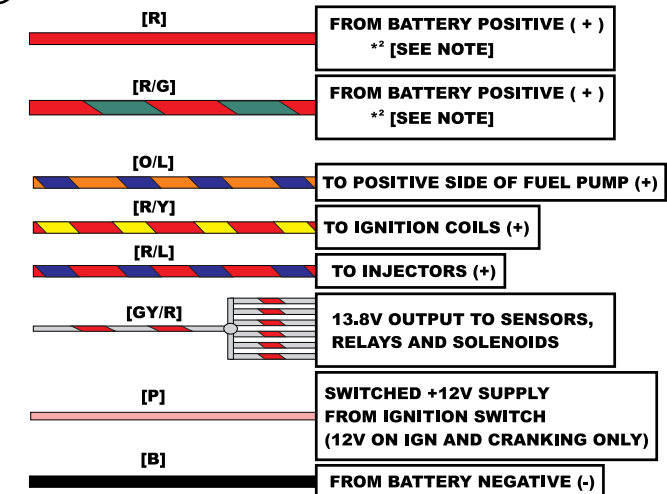 [R]
FROM BATTERY POSITIVE ( + )
*² [SEE NOTE]
[R/G]
FROM BATTERY POSITIVE ( + )
*² [SEE NOTE]
[O/L]
TO POSITIVE SIDE OF FUEL PUMP (+)
[R/Y]
TO IGNITION COILS (+)
[R/L]
TO INJECTORS (+)
[GY/R]
13.8V OUTPUT TO SENSORS,
RELAYS AND SOLENOIDS
[P]
SWITCHED +12V SUPPLY
FROM IGNITION SWITCH
(12V ON IGN AND CRANKING ONLY)
[B]
FROM BATTERY NEGATIVE (-)